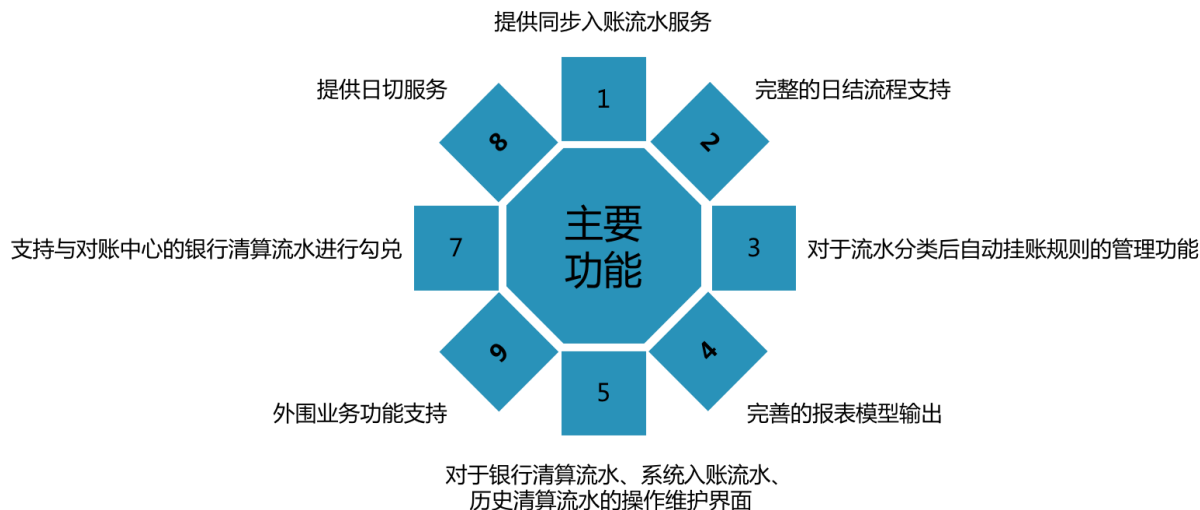 提供同步入账流水服务
提供日切服务
1
完整的日结流程支持
8
2
主要
功能
支持与对账中心的银行清算流水进行勾兑
7
3
对于流水分类后自动挂账规则的管理功能
6
4
5
外围业务功能支持
完善的报表模型输出
对于银行清算流水、系统入账流水、
历史清算流水的操作维护界面